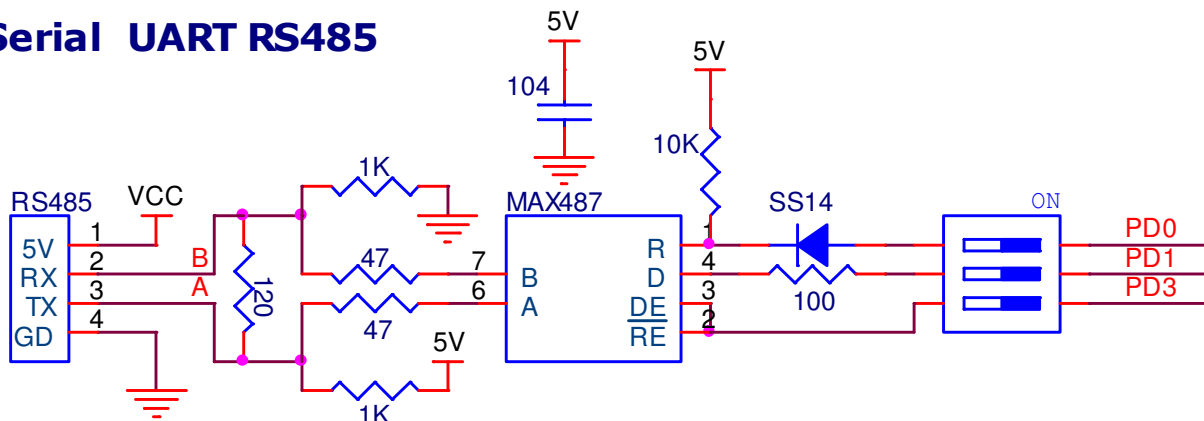 Serial UART RS485
5V
104
5V
10K
1K
RS485
VCC
MAX487
SS14
ON
5V
1
R
1
PD0
RX
2
B
47
7
B
D
4
PD1
TX
3
A
120
47
6
A
DE
3
100
PD3
GD
4
RE
2
5V
1K